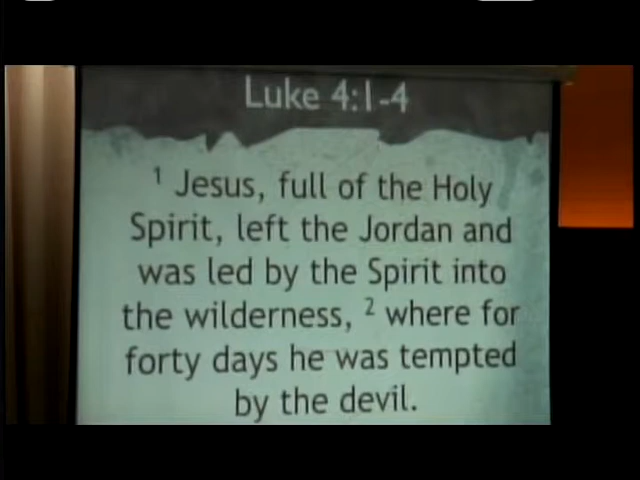 Luke 4:1-4
¹ Jesus, full of the Holy
Spirit, left the Jordan and
was led by the Spirit into
the wilderness, ² where for
forty days he was tempted
by the devil.